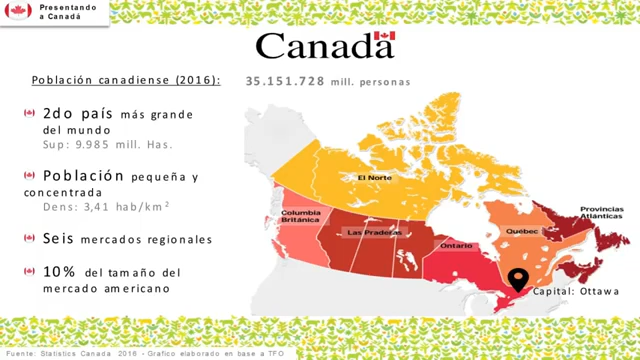 Presentando
a Canadá
Canadä
Población canadiense (2016): 35.151.728 mill. personas
2do país más grande
del mundo
Sup: 9.985 mill. Has.
Población pequeña y
concentrada
Dens: 3,41 hab/km²
Seis mercados regionales
10% del tamaño del
mercado americano
El Norte
Columbia
Británica
Las Praderas
Ontario
Québec
Provincias
Atlánticas
Capital: Ottawa
Fuente: Statistics Canada 2016 - Grafico elaborado en base a TFO